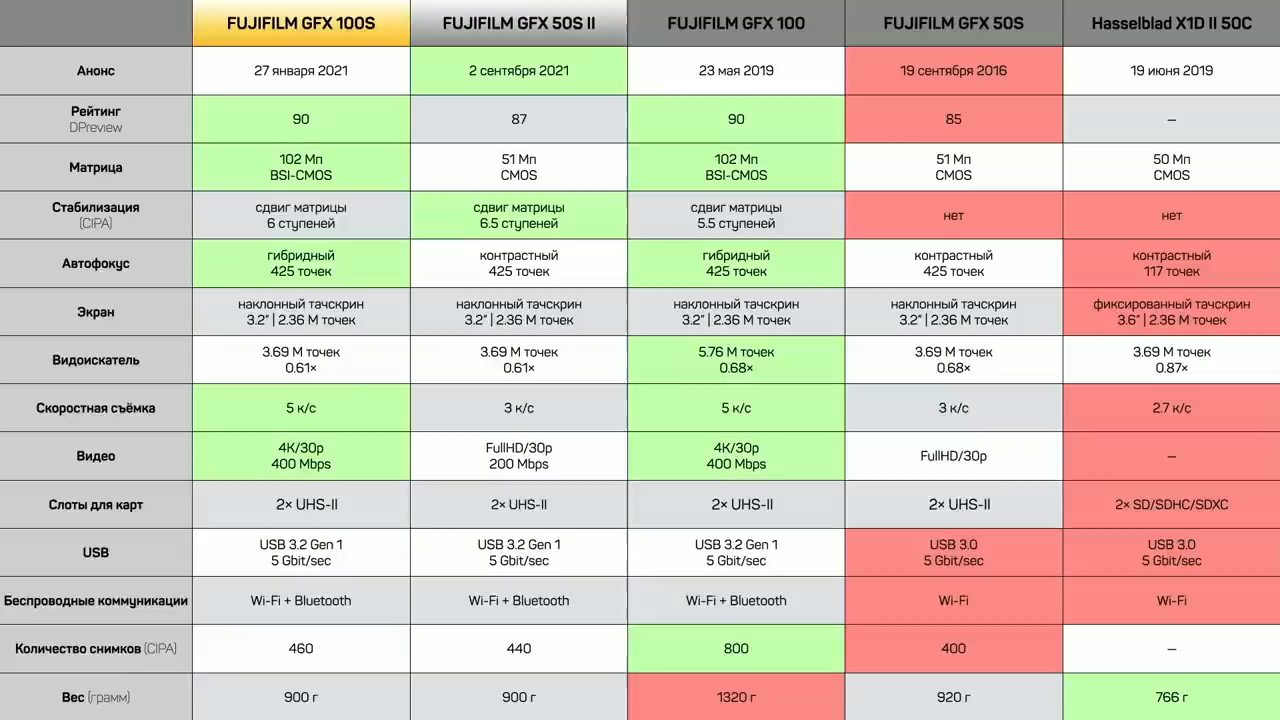 FUJIFILM GFX 100S
FUJIFILM GFX 50S II
FUJIFILM GFX 100
FUJIFILM GFX 50S
Hasselblad X1D II 50C
Анонс
27 января 2021
2 сентября 2021
23 мая 2019
19 сентября 2016
19 июня 2019
Рейтинг
DPreview
90
87
90
85
—
Матрица
102 Мп
BSI-CMOS
51 Мп
CMOS
102 Мп
BSI-CMOS
51 Мп
CMOS
50 Мп
CMOS
Стабилизация
(CIPA)
сдвиг матрицы
6 ступеней
сдвиг матрицы
6.5 ступеней
сдвиг матрицы
5.5 ступеней
нет
нет
Автофокус
гибридный
425 точек
контрастный
425 точек
гибридный
425 точек
контрастный
425 точек
контрастный
117 точек
Экран
наклонный тачскрин
3.2" | 2.36 М точек
наклонный тачскрин
3.2" | 2.36 М точек
наклонный тачскрин
3.2" | 2.36 М точек
наклонный тачскрин
3.2" | 2.36 М точек
фиксированный тачскрин
3.6" | 2.36 М точек
Видоискатель
3.69 М точек
0.61×
3.69 М точек
0.61×
5.76 М точек
0.68×
3.69 М точек
0.68×
3.69 М точек
0.87×
Скоростная съёмка
5 к/с
3 к/с
5 к/с
3 к/с
2.7 к/с
Видео
4К/30р
400 Mbps
FullHD/30p
200 Mbps
4К/30р
400 Mbps
FullHD/30p
—
Слоты для карт
2× UHS-II
2× UHS-II
2× UHS-II
2× UHS-II
2× SD/SDHC/SDXC
USB
USB 3.2 Gen 1
5 Gbit/sec
USB 3.2 Gen 1
5 Gbit/sec
USB 3.2 Gen 1
5 Gbit/sec
USB 3.0
5 Gbit/sec
USB 3.0
5 Gbit/sec
Беспроводные коммуникации
Wi-Fi + Bluetooth
Wi-Fi + Bluetooth
Wi-Fi + Bluetooth
Wi-Fi
Wi-Fi
Количество снимков (CIPA)
460
440
800
400
—
Вес (грамм)
900 г
900 г
1320 г
920 г
766 г